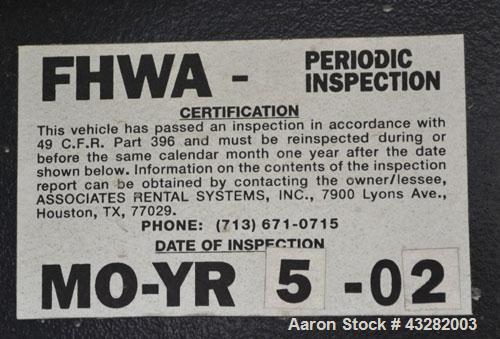 FHWA - PERIODIC
INSPECTION
CERTIFICATION
This vehicle has passed an inspection in accordance with
49 C.F.R. Part 396 and must be reinspected during or
before the same calendar month one year after the date
shown below. Information on the contents of the inspection
report can be obtained by contacting the owner/lessee,
ASSOCIATES RENTAL SYSTEMS, INC., 7900 Lyons Ave.,
Houston, TX, 77029.
PHONE: (713) 671-0715
DATE OF INSPECTION
MO-YR 5 -02
Aaron Stock # 43282003